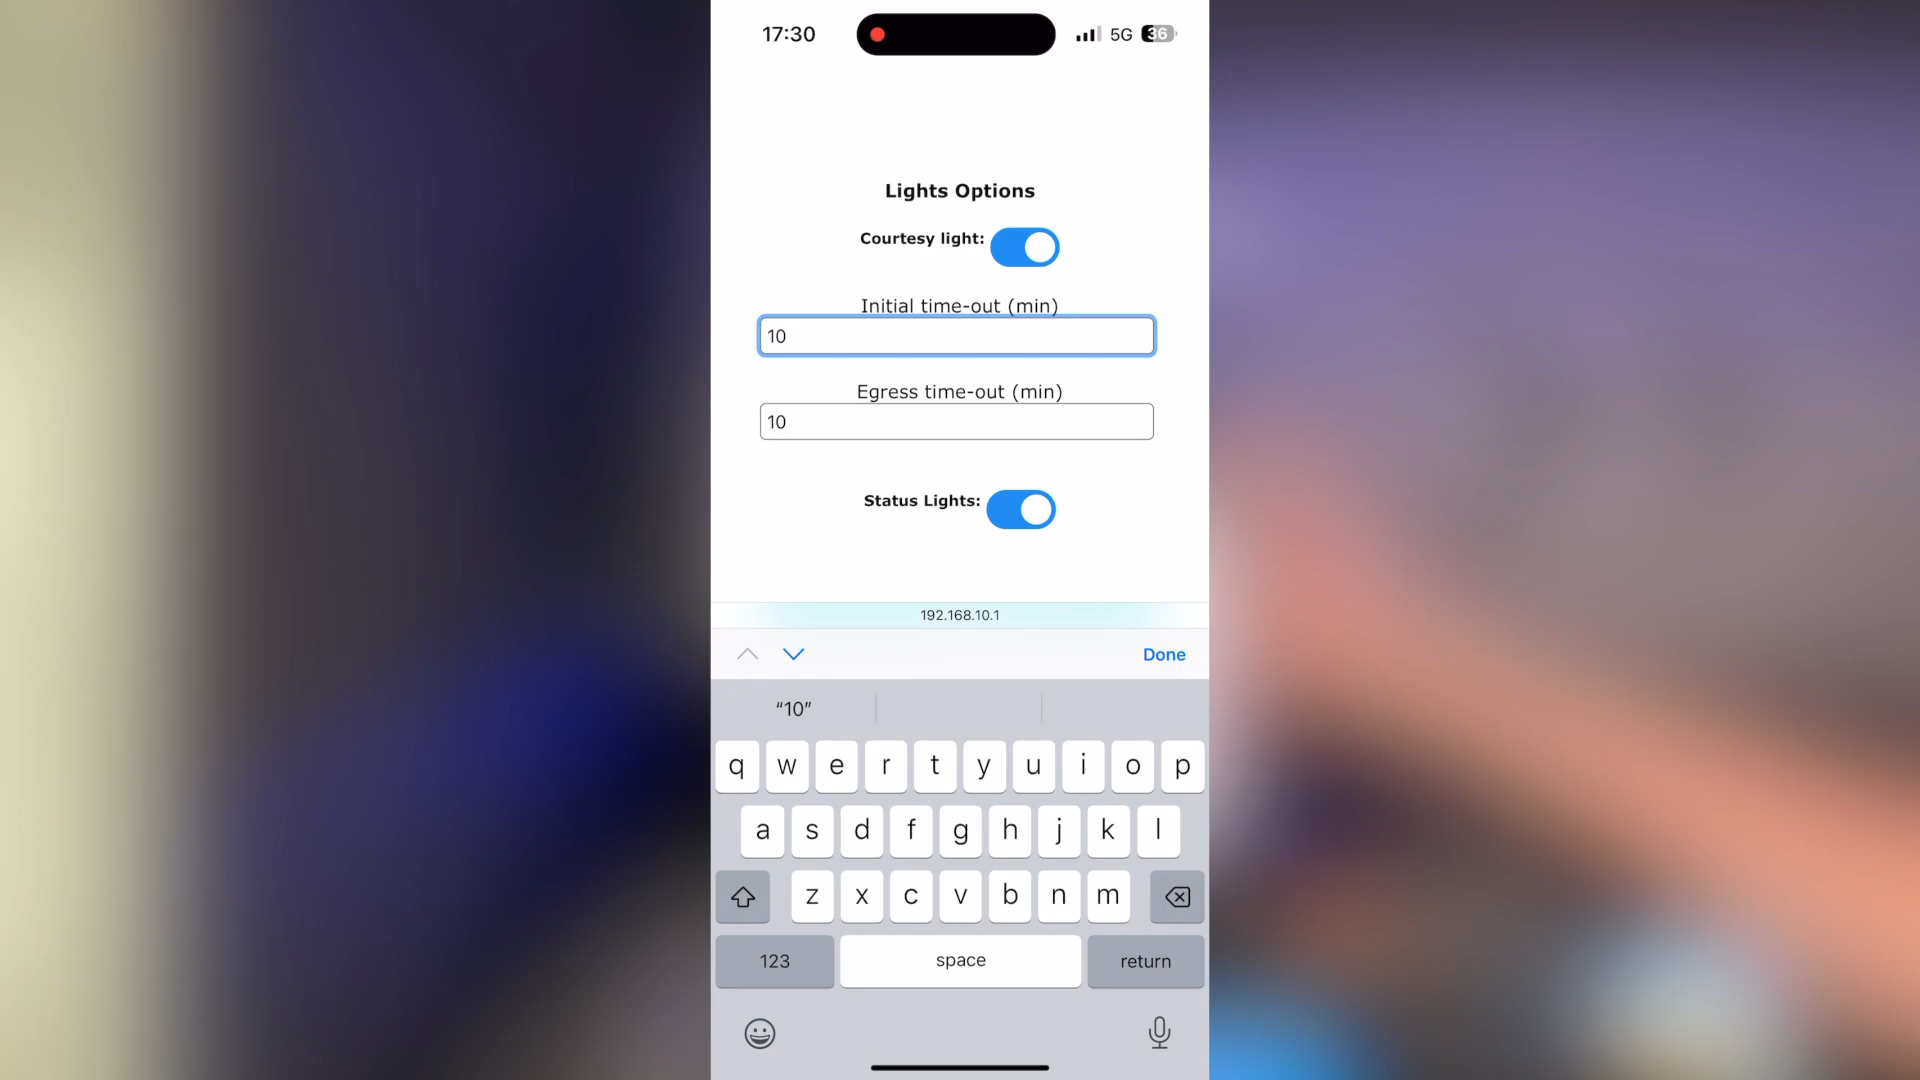 17:30
5G 36
Lights Options
Courtesy light:
Initial time-out (min)
10
Egress time-out (min)
10
Status Lights:
192.168.10.1
Done
“10”
q w e r t y u i o p
a s d f g h j k l
z x c v b n m
123 space return